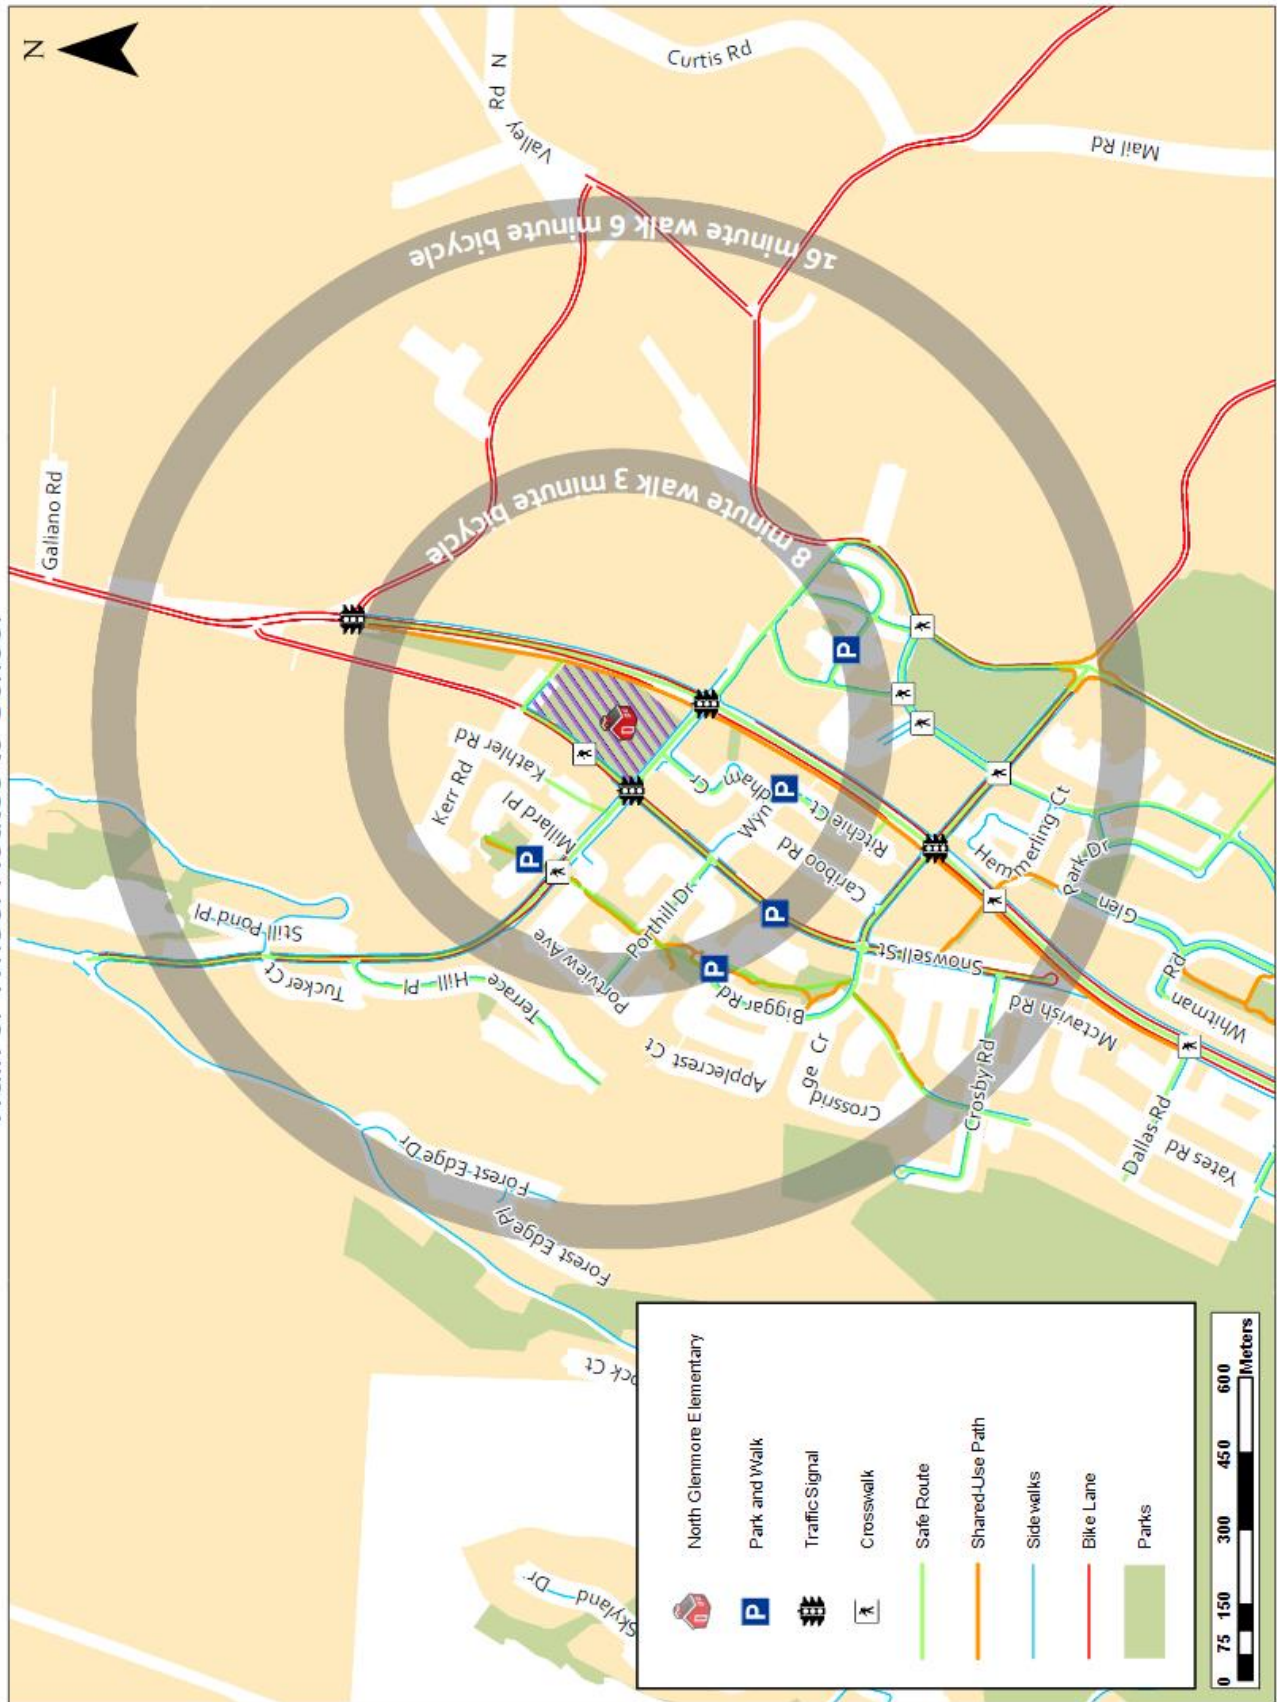 N
Curtis Rd
Valley Rd N
Mail Rd
16 minute walk 6 minute bicycle
8 minute walk 3 minute bicycle
Galiano Rd
Kathler Rd
Kerr Rd
Millard Pl
Wyndham Cr
Ritchie Ct
Cariboo Rd
Hemmerling Ct
Park Dr
Glen
Porthill Dr
Portview Ave
Snowsell St
Still Pond Pl
Tucker Ct
Terrace Hill Pl
Biggar Rd
Applecrest Ct
Crossridge Cr
Mctavish Rd
Whitman Rd
Crosby Rd
Dallas Rd
Yates Rd
Forest Edge Dr
Forest Edge Pl
ock Ct
Skyland Dr
North Glenmore Elementary
Park and Walk
Traffic Signal
Crosswalk
Safe Route
Shared-Use Path
Sidewalks
Bike Lane
Parks
0 75 150 300 450 600
Meters